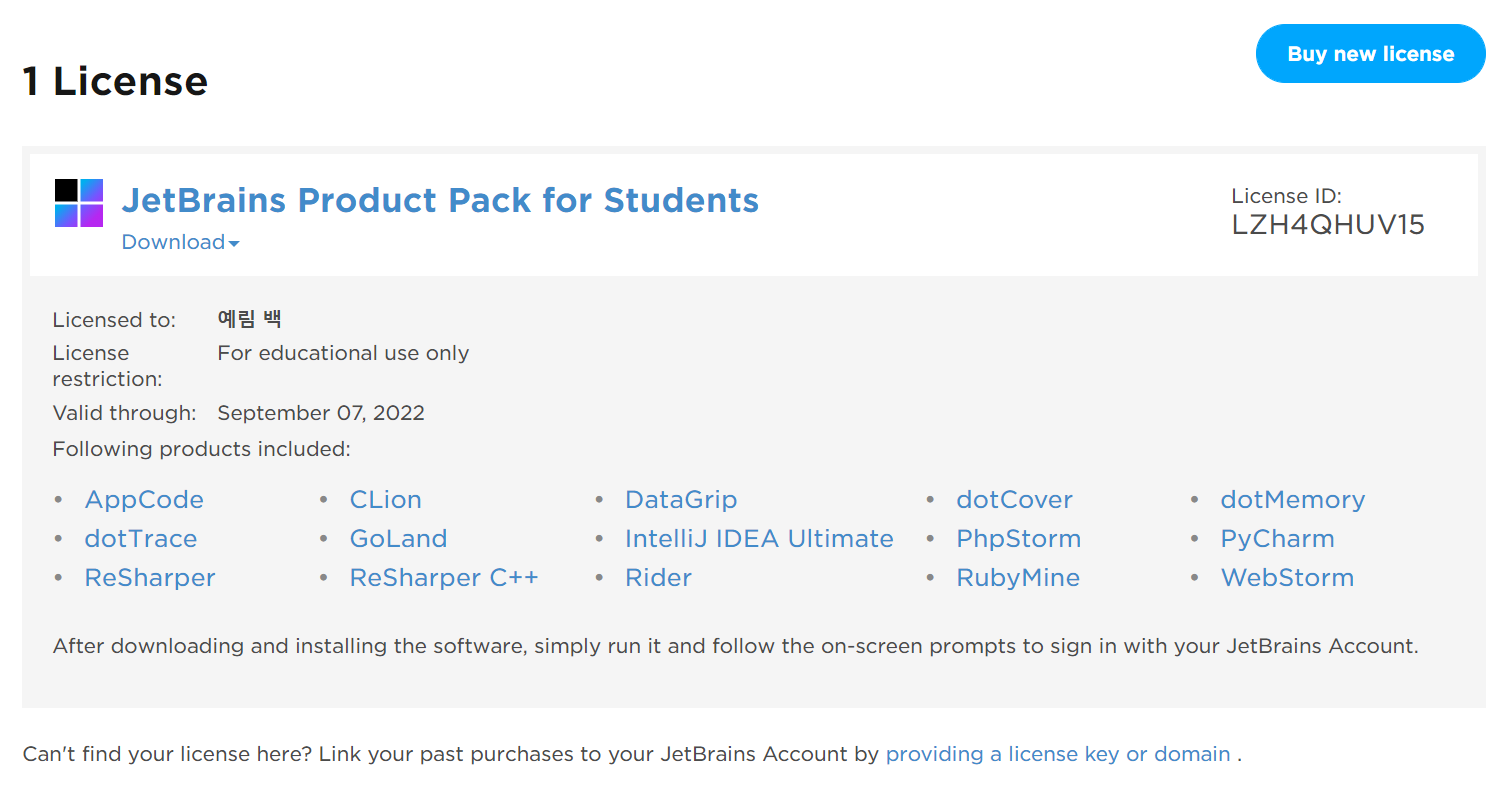 Buy new license
1 License
JetBrains Product Pack for Students
Download
License ID:
LZH4QHUV15
Licensed to: 예림 백
License restriction: For educational use only
Valid through: September 07, 2022
Following products included:
• AppCode • CLion • DataGrip • dotCover • dotMemory
• dotTrace • GoLand • IntelliJ IDEA Ultimate • PhpStorm • PyCharm
• ReSharper • ReSharper C++ • Rider • RubyMine • WebStorm
After downloading and installing the software, simply run it and follow the on-screen prompts to sign in with your JetBrains Account.
Can't find your license here? Link your past purchases to your JetBrains Account by providing a license key or domain .